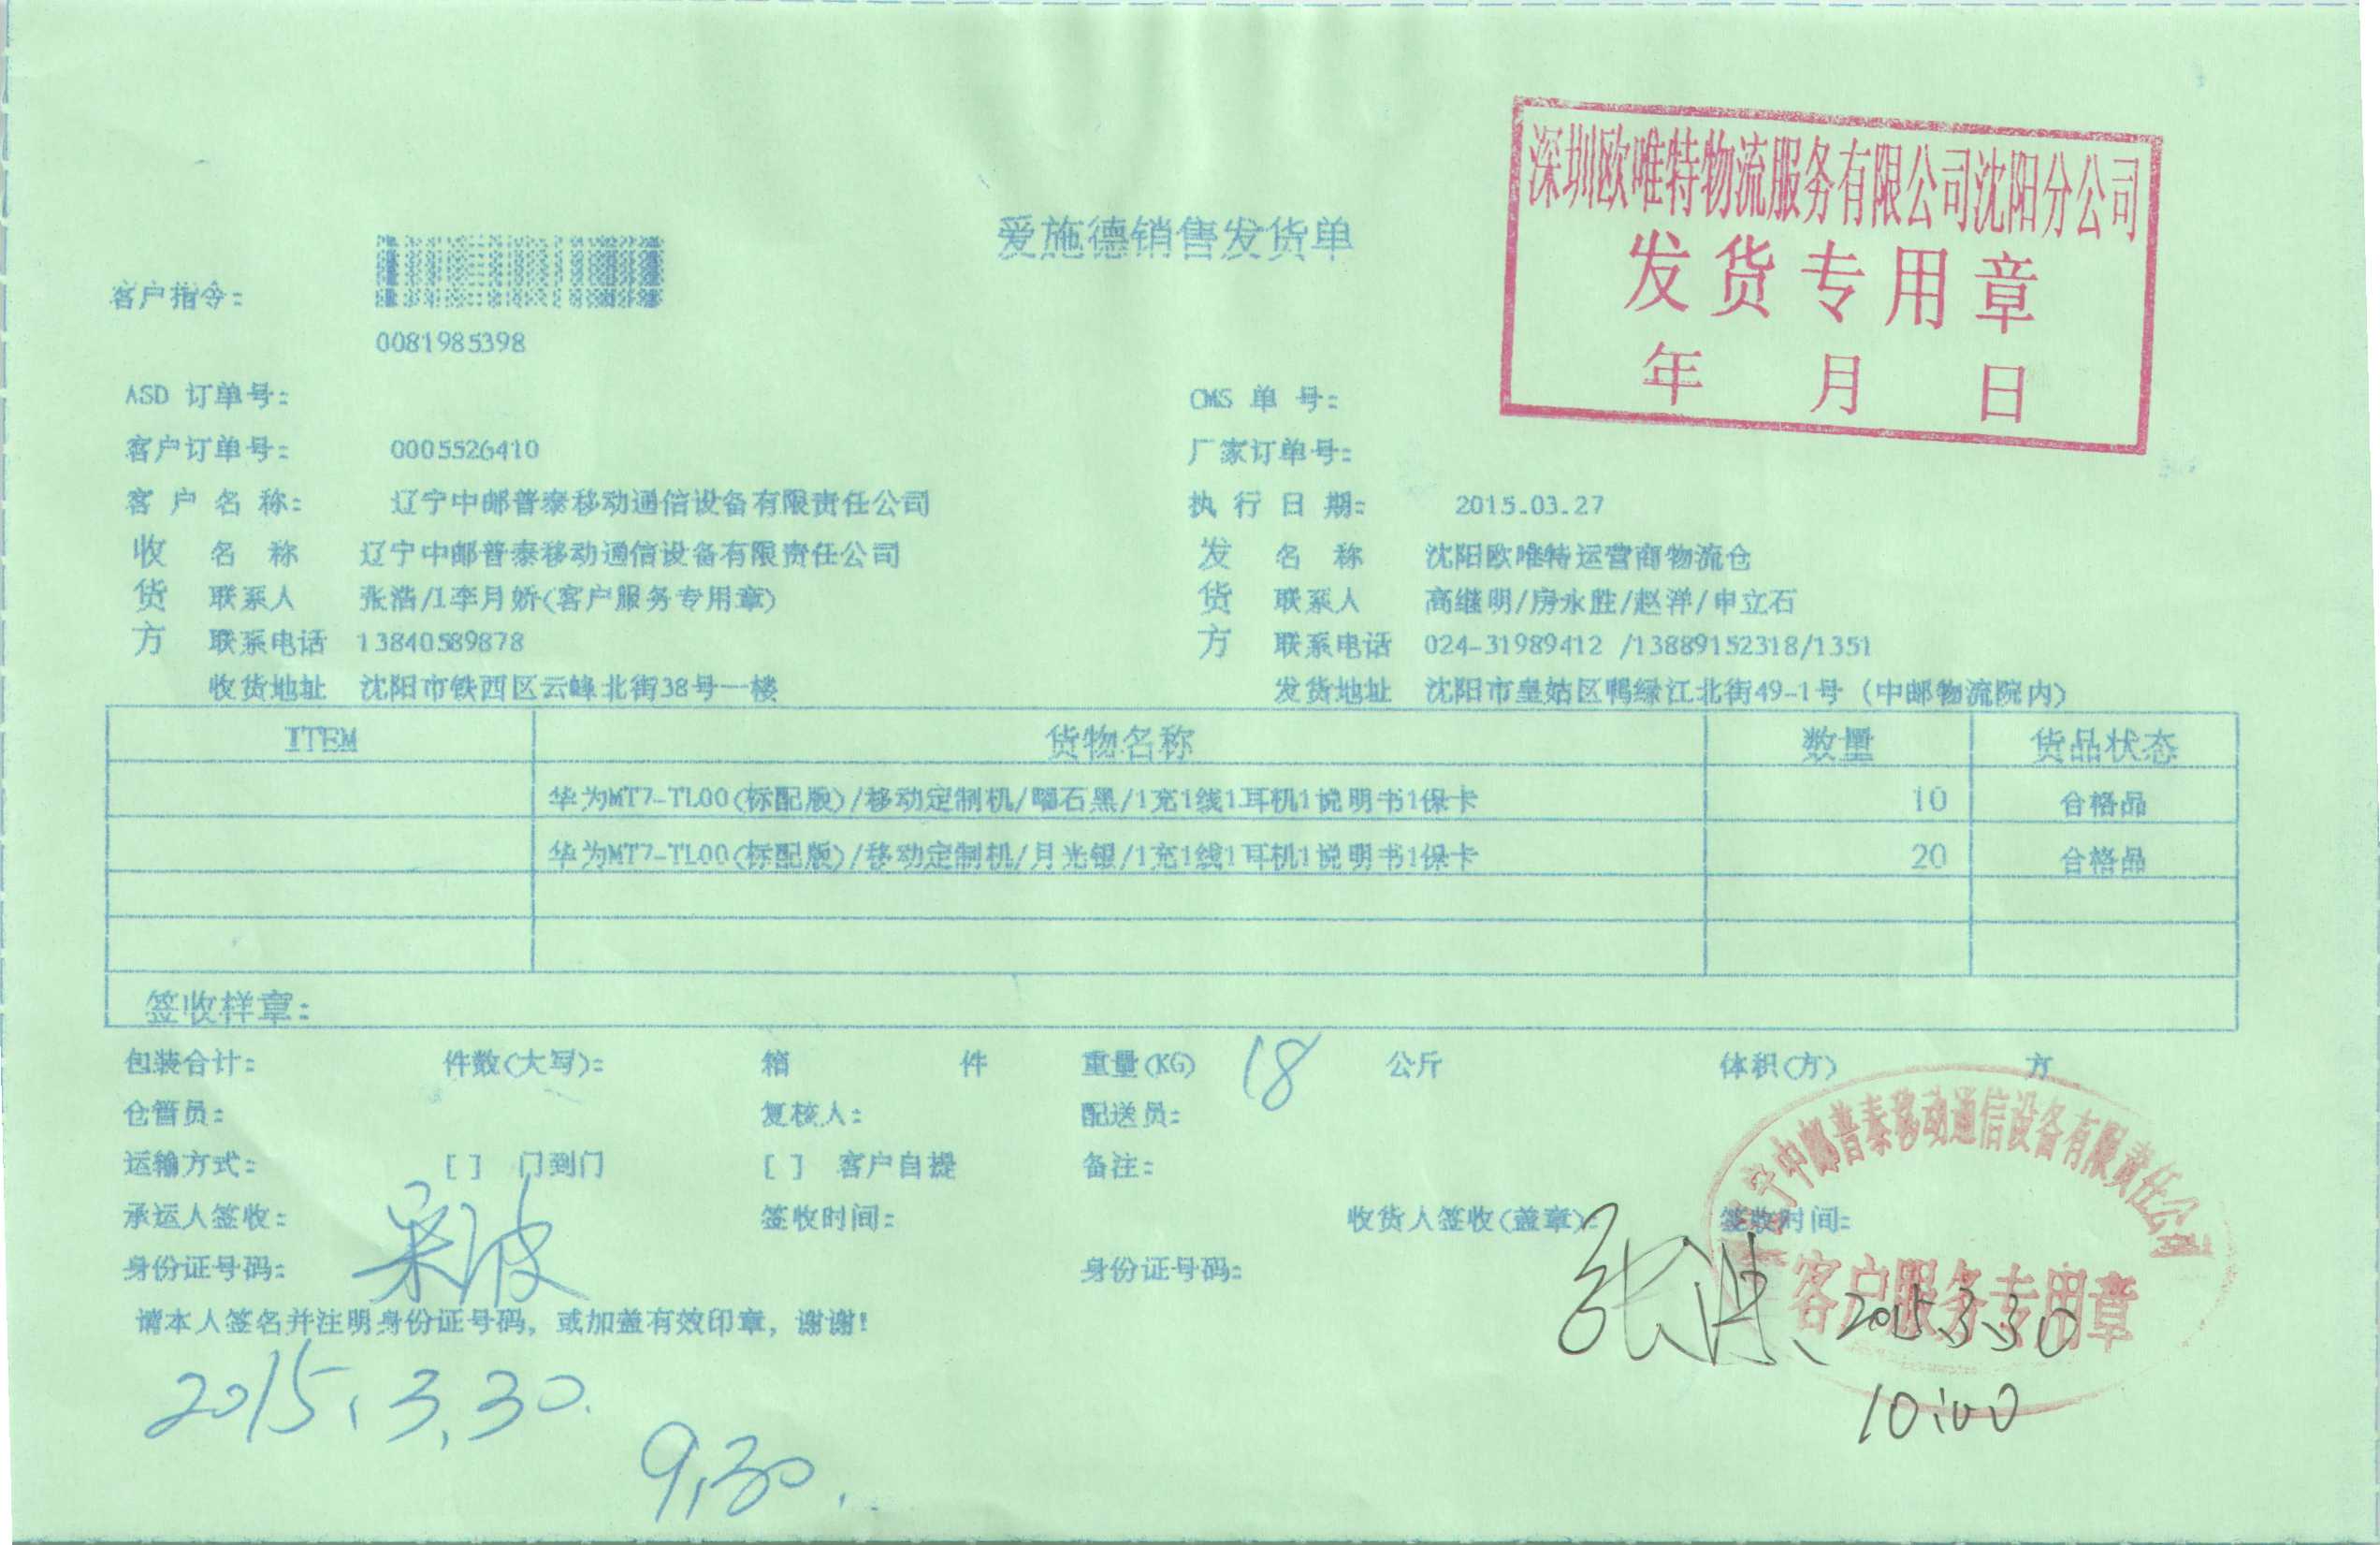 深圳欧唯特物流服务有限公司沈阳分公司
发货专用章
年 月 日
爱施德销售发货单
客户指令:
0081985398
ASD 订单号: CMS 单 号:
客户订单号: 0005526410 厂家订单号:
客 户 名 称: 辽宁中邮普泰移动通信设备有限责任公司 执 行 日 期: 2015.03.27
收 名 称 辽宁中邮普泰移动通信设备有限责任公司 发 名 称 沈阳欧唯特运营商物流仓
货 联系人 张浩/1李月娇(客户服务专用章) 货 联系人 高继明/房永胜/赵洋/申立石
方 联系电话 13840589878 方 联系电话 024-31989412 /13889152318/1351
收货地址 沈阳市铁西区云峰北街38号一楼 发货地址 沈阳市皇姑区鸭绿江北街49-1号 (中邮物流院内)
ITEM 货物名称 数量 货品状态
华为MT7-TL00(标配版)/移动定制机/曜石黑/1充1线1耳机1说明书1保卡 10 合格品
华为MT7-TL00(标配版)/移动定制机/月光银/1充1线1耳机1说明书1保卡 20 合格品
签收样章:
包装合计: 件数(大写): 箱 件 重量(KG) 18 公斤 体积(方) 方
仓管员: 复核人: 配送员:
运输方式: [ ] 门到门 [ ] 客户自提 备注:
承运人签收: 签收时间: 收货人签收(盖章): 签收时间:
身份证号码: 身份证号码:
请本人签名并注明身份证号码, 或加盖有效印章, 谢谢!
辽宁中邮普泰移动通信设备有限责任公司
客户服务专用章
2015.3.30
10:00
2015.3.30.
9:30.